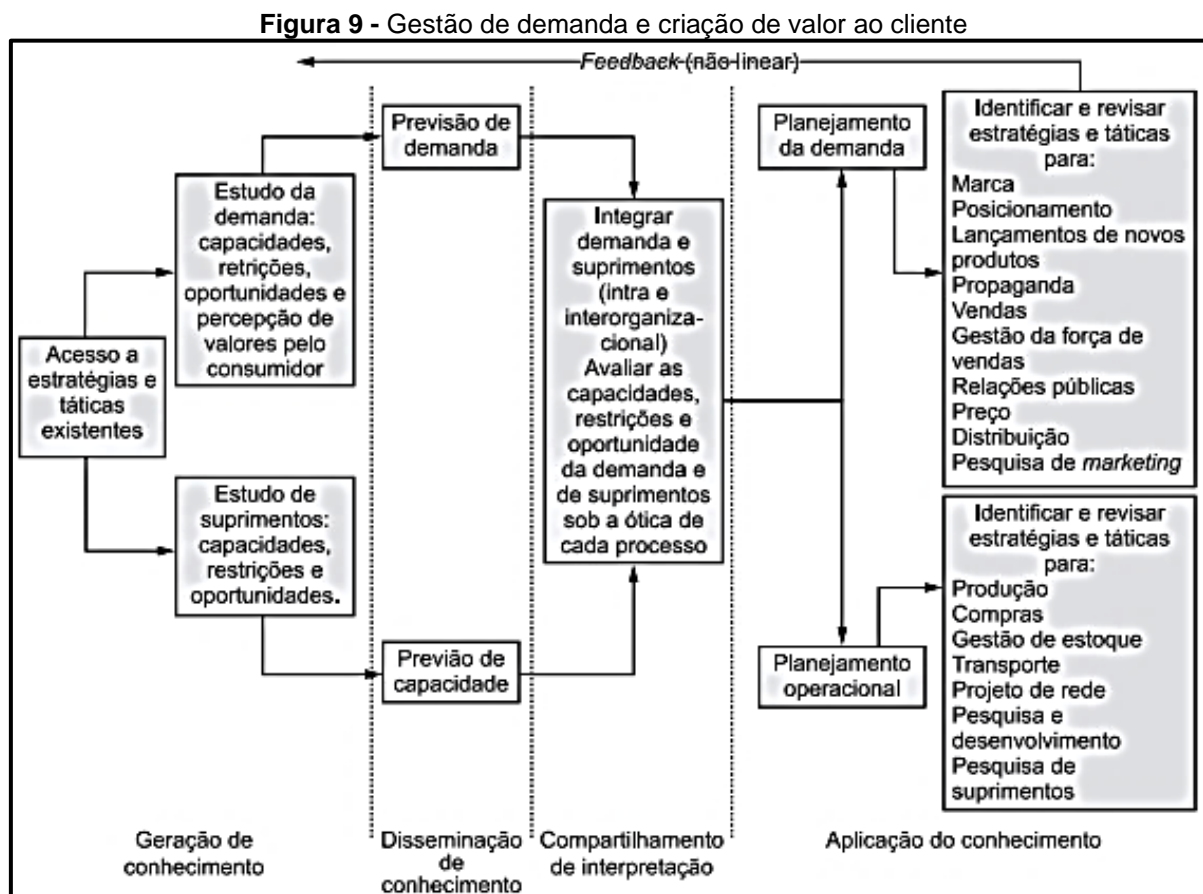 Figura 9 - Gestão de demanda e criação de valor ao cliente
Feedback (não linear)
Acesso a
estratégias e
táticas
existentes
Estudo da
demanda:
capacidades,
retrições,
oportunidades e
percepção de
valores pelo
consumidor
Estudo de
suprimentos:
capacidades,
restrições e
oportunidades.
Previsão de
demanda
Previão de
capacidade
Integrar
demanda e
suprimentos
(intra e
interorganiza-
cional)
Avaliar as
capacidades,
restrições e
oportunidade
da demanda e
de suprimentos
sob a ótica de
cada processo
Planejamento
da demanda
Planejamento
operacional
Identificar e revisar
estratégias e táticas
para:
Marca
Posicionamento
Lançamentos de novos
produtos
Propaganda
Vendas
Gestão da força de
vendas
Relações públicas
Preço
Distribuição
Pesquisa de marketing
Identificar e revisar
estratégias e táticas
para:
Produção
Compras
Gestão de estoque
Transporte
Projeto de rede
Pesquisa e
desenvolvimento
Pesquisa de
suprimentos
Geração de
conhecimento
Disseminação
de
conhecimento
Compartilhamento
de interpretação
Aplicação do conhecimento